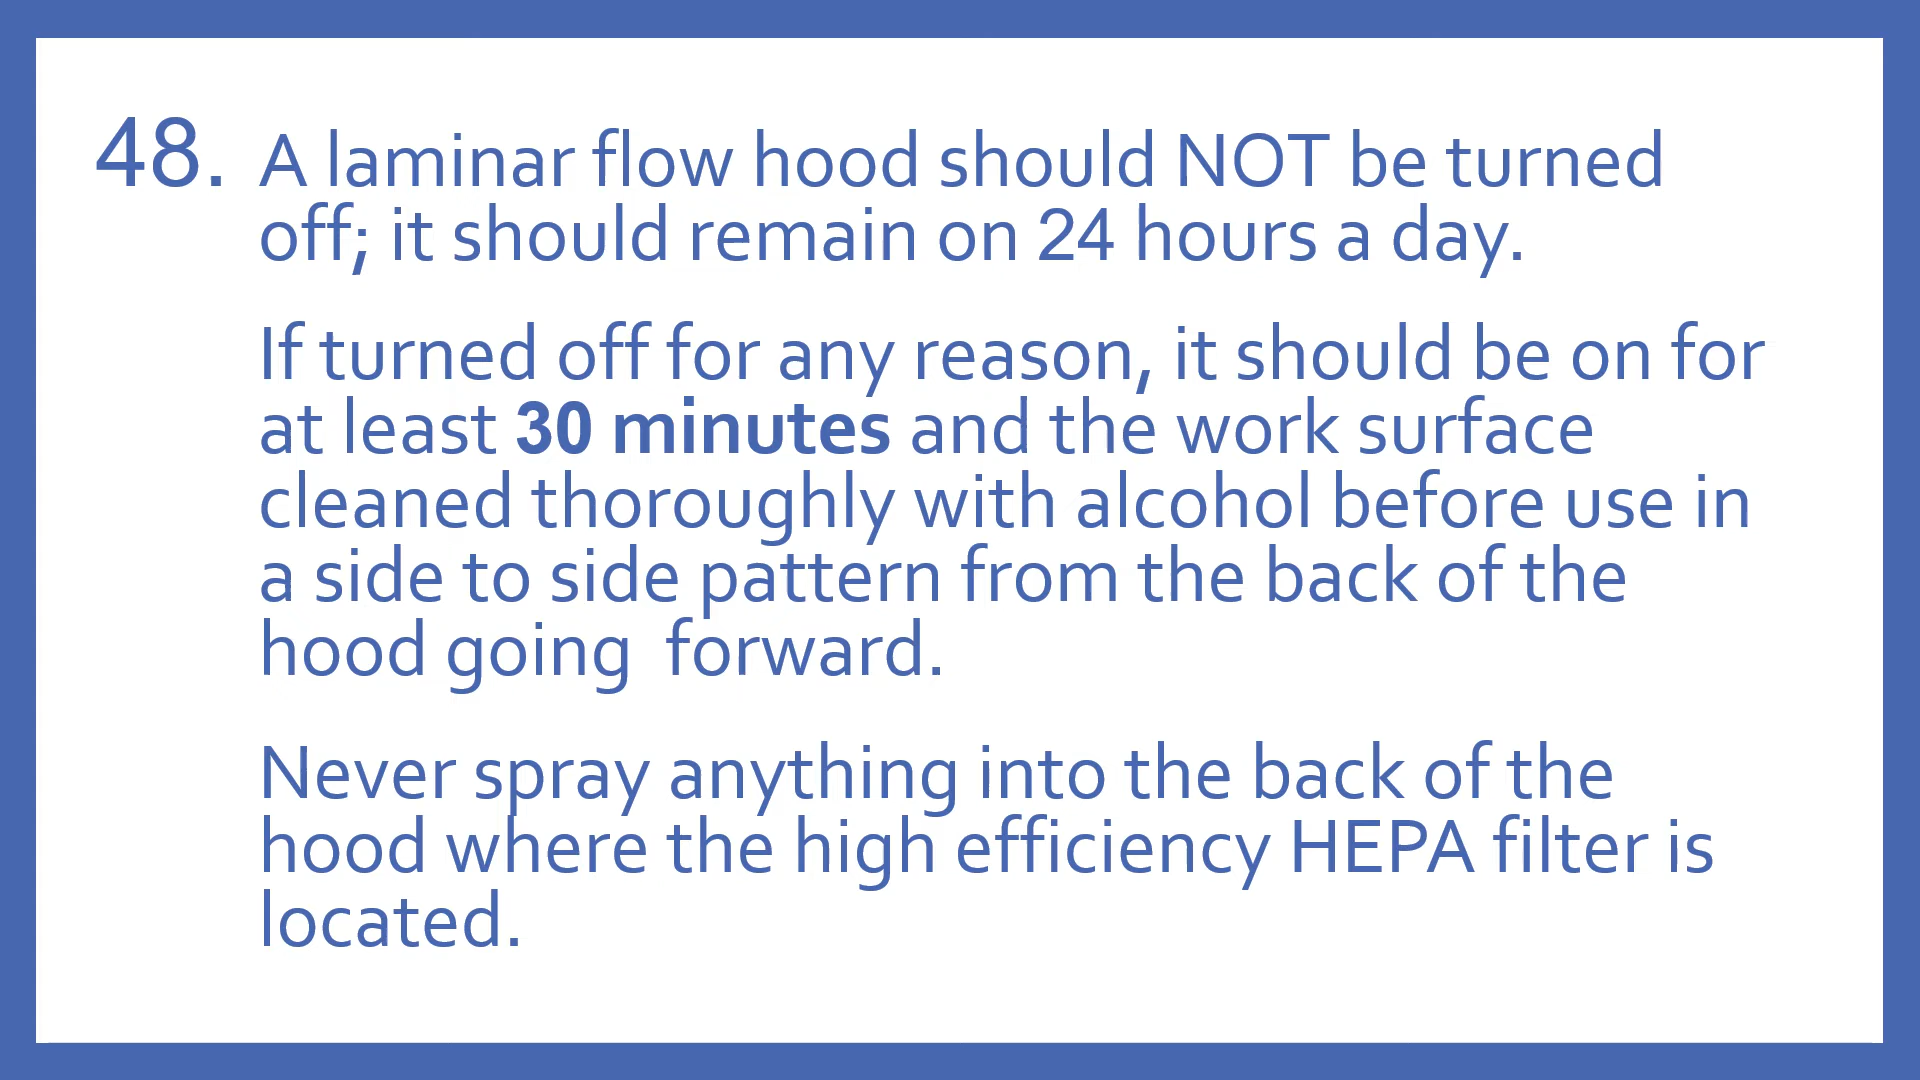 48. A laminar flow hood should NOT be turned
off; it should remain on 24 hours a day.
If turned off for any reason, it should be on for
at least 30 minutes and the work surface
cleaned thoroughly with alcohol before use in
a side to side pattern from the back of the
hood going  forward.
Never spray anything into the back of the
hood where the high efficiency HEPA filter is
located.